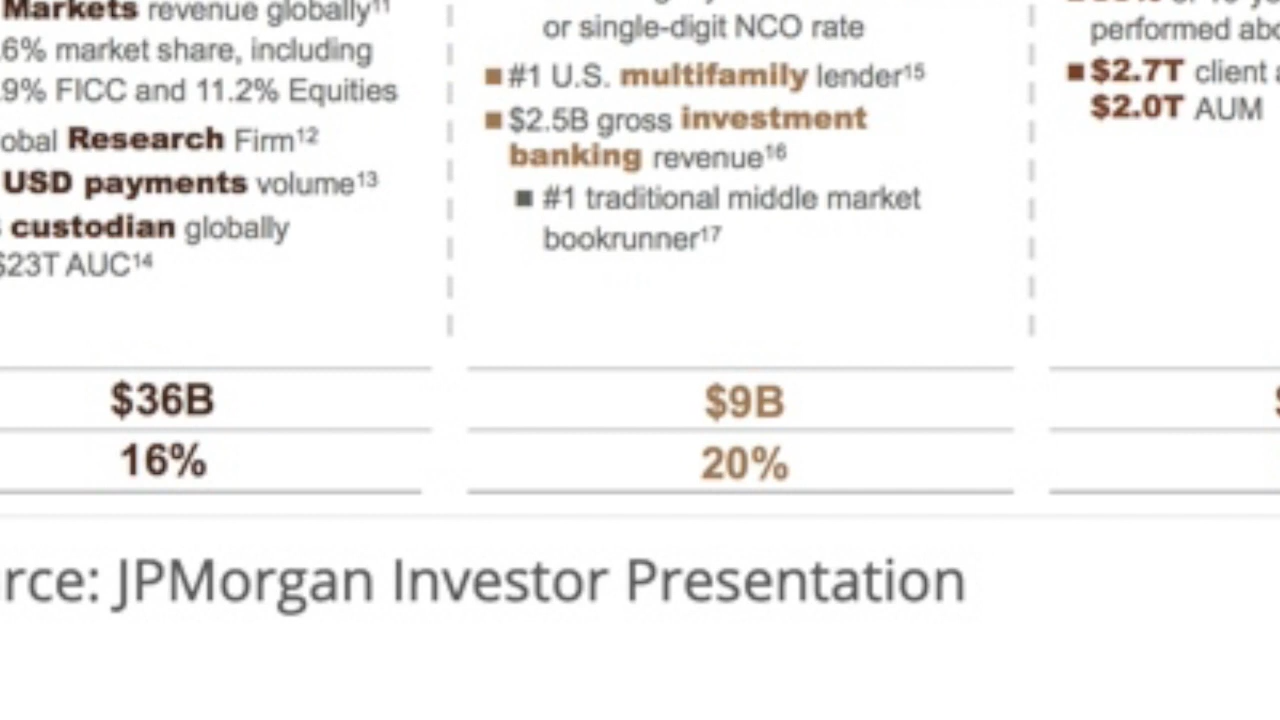 Markets revenue globally¹¹
.6% market share, including
.9% FICC and 11.2% Equities
obal Research Firm¹²
USD payments volume¹³
custodian globally
$23T AUC¹⁴
$36B
16%
or single-digit NCO rate
■ #1 U.S. multifamily lender¹⁵
■ $2.5B gross investment
banking revenue¹⁶
■ #1 traditional middle market
bookrunner¹⁷
$9B
20%
performed abo
■ $2.7T client
$2.0T AUM
rce: JPMorgan Investor Presentation